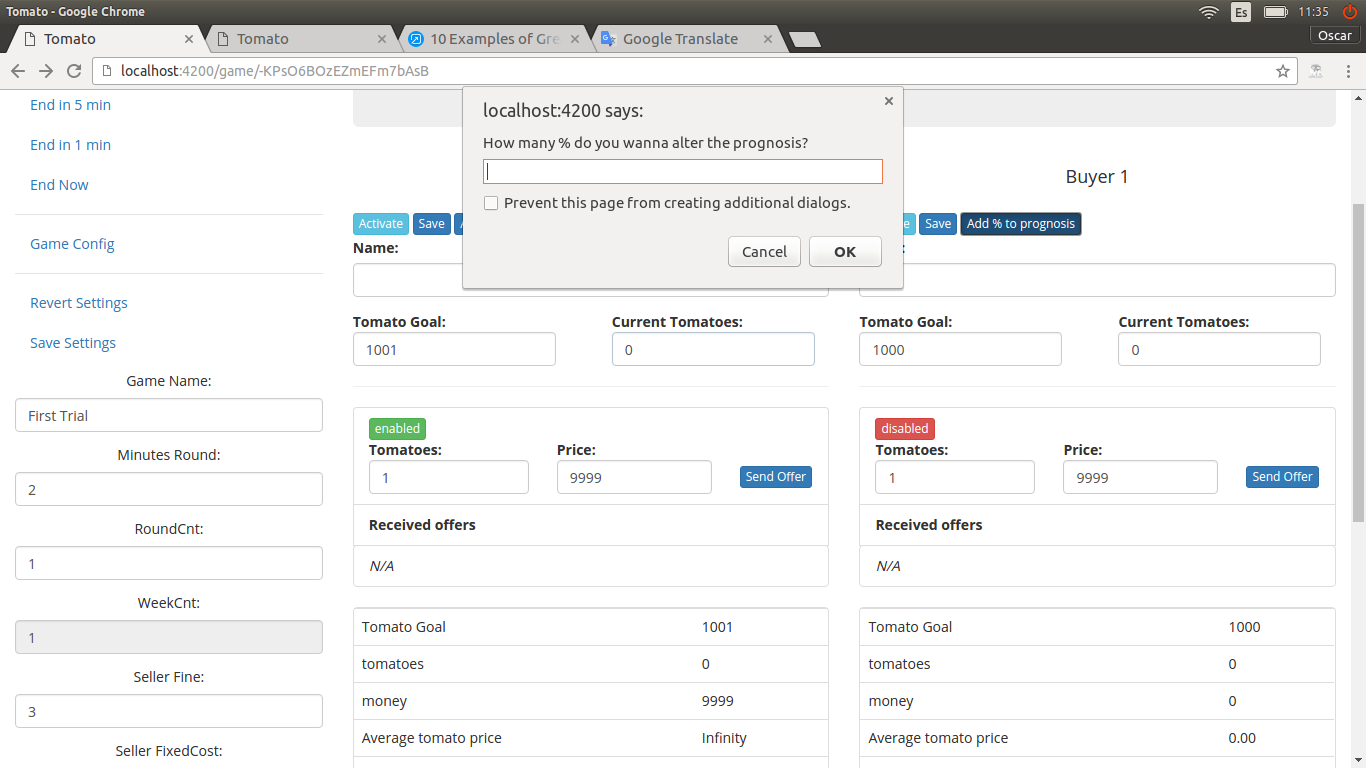 Tomato - Google Chrome
Es
11:35
Tomato
Tomato
10 Examples of Gre
Google Translate
Oscar
localhost:4200/game/-KPsO6BOzEZmEFm7bAsB
End in 5 min
End in 1 min
End Now
Game Config
Revert Settings
Save Settings
Game Name:
First Trial
Minutes Round:
2
RoundCnt:
1
WeekCnt:
1
Seller Fine:
3
Seller FixedCost:
localhost:4200 says:
How many % do you wanna alter the prognosis?
Prevent this page from creating additional dialogs.
Cancel
OK
Activate
Save
Name:
Tomato Goal:
Current Tomatoes:
1001
0
enabled
Tomatoes:
Price:
1
9999
Send Offer
Received offers
N/A
Tomato Goal 1001
tomatoes 0
money 9999
Average tomato price Infinity
Buyer 1
Save
Add % to prognosis
Tomato Goal:
Current Tomatoes:
1000
0
disabled
Tomatoes:
Price:
1
9999
Send Offer
Received offers
N/A
Tomato Goal 1000
tomatoes 0
money 0
Average tomato price 0.00